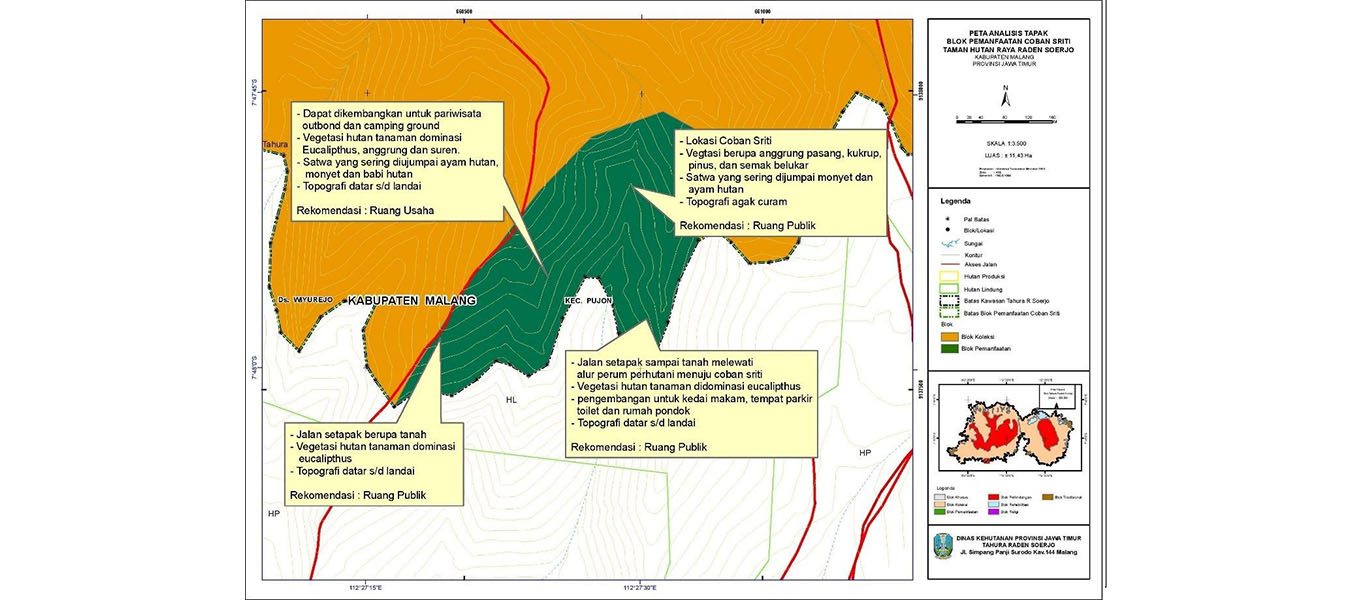 660500
661000
7°47'45"S
7°48'0"S
9138000
9137500
112°27'15"E
112°27'30"E
Tahura
- Dapat dikembangkan untuk pariwisata
outbond dan camping ground
- Vegetasi hutan tanaman dominasi
Eucalipthus, anggrung dan suren.
- Satwa yang sering diujumpai ayam hutan,
monyet dan babi hutan
- Topografi datar s/d landai
Rekomendasi : Ruang Usaha
- Lokasi Coban Sriti
- Vegtasi berupa anggrung pasang, kukrup,
pinus, dan semak belukar
- Satwa yang sering dijumpai monyet dan
ayam hutan
- Topografi agak curam
Rekomendasi : Ruang Publik
Ds. WIYUREJO
KABUPATEN MALANG
KEC. PUJON
- Jalan setapak sampai tanah melewati
alur perum perhutani menuju coban sriti
- Vegetasi hutan tanaman didominasi eucalipthus
- pengembangan untuk kedai makam, tempat parkir
toilet dan rumah pondok
- Topografi datar s/d landai
Rekomendasi : Ruang Publik
- Jalan setapak berupa tanah
- Vegetasi hutan tanaman dominasi
eucalipthus
- Topografi datar s/d landai
Rekomendasi : Ruang Publik
HL
HP
HP
PETA ANALISIS TAPAK
BLOK PEMANFAATAN COBAN SRITI
TAMAN HUTAN RAYA RADEN SOERJO
KABUPATEN MALANG
PROVINSI JAWA TIMUR
N
0 20 40 80 120 160
SKALA 1:3.500
LUAS : ± 11,43 Ha
Legenda
Pal Batas
Blok/Lokasi
Sungai
Kontur
Akses Jalan
Hutan Produksi
Hutan Lindung
Batas Kawasan Tahura R Soerjo
Batas Blok Pemanfaatan Coban Sriti
Blok
Blok Koleksi
Blok Pemanfaatan
Legenda
Blok Khusus
Blok Perlindungan
Blok Tradisional
Blok Koleksi
Blok Rehabilitasi
Blok Pemanfaatan
Blok Religi
DINAS KEHUTANAN PROVINSI JAWA TIMUR
TAHURA RADEN SOERJO
Jl. Simpang Panji Surodo Kav.144 Malang